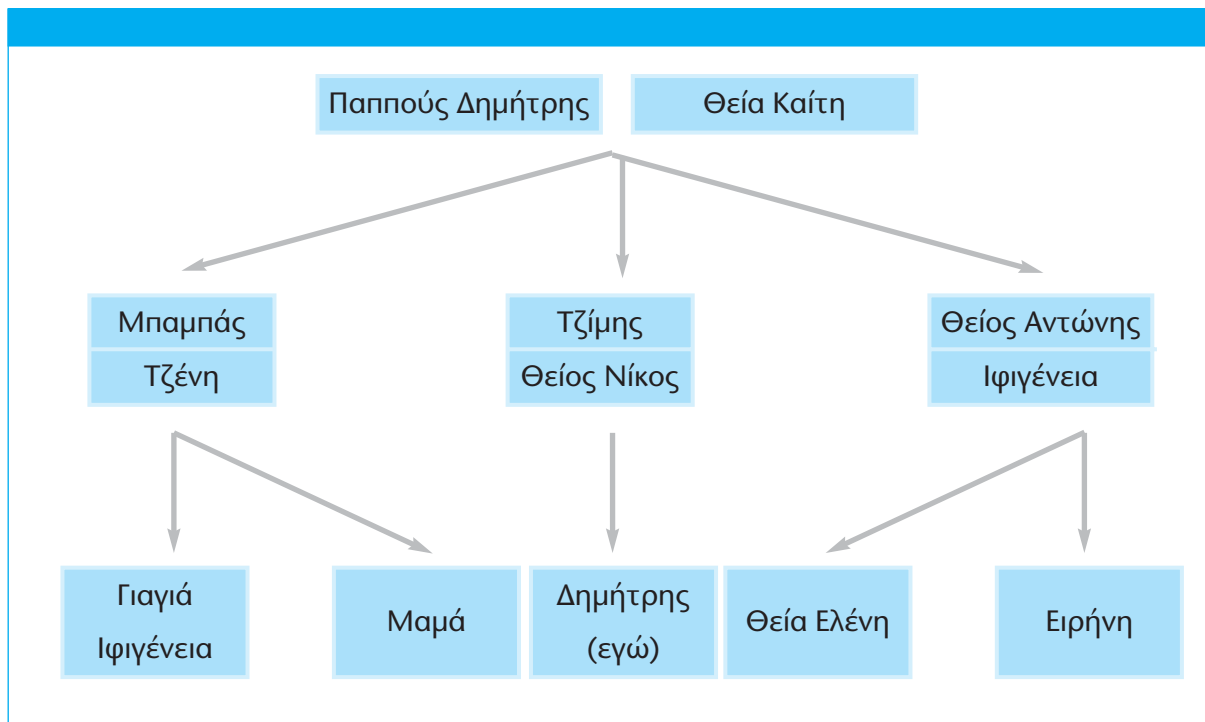 Παππούς Δημήτρης
Θεία Καίτη
Μπαμπάς
Τζένη
Τζίμης
Θείος Νίκος
Θείος Αντώνης
Ιφιγένεια
Γιαγιά
Ιφιγένεια
Μαμά
Δημήτρης
(εγώ)
Θεία Ελένη
Ειρήνη